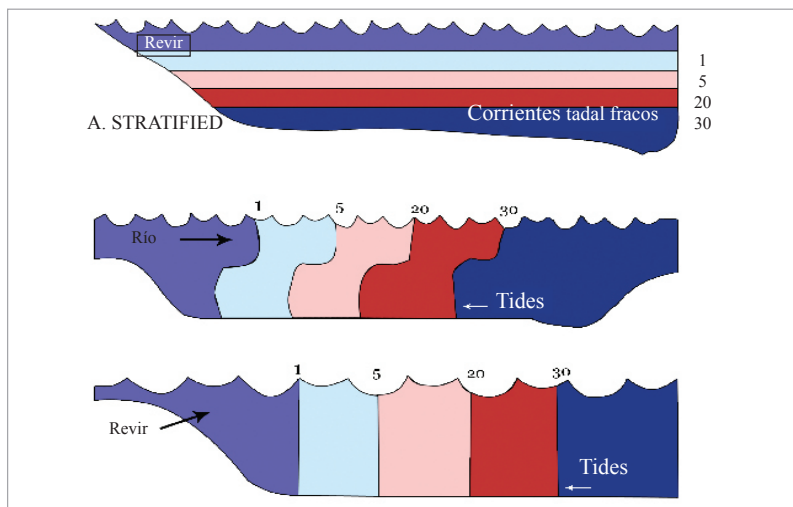 Revir
1
5
20
Corrientes tadal fracos
A. STRATIFIED
30
1 5 20 30
Río
Tides
1 5 20 30
Revir
Tides